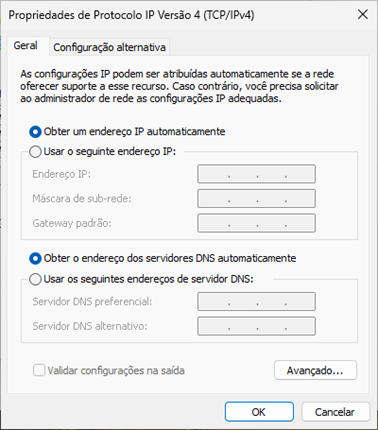 Propriedades de Protocolo IP Versão 4 (TCP/IPv4)
Geral
Configuração alternativa
As configurações IP podem ser atribuídas automaticamente se a rede
oferecer suporte a esse recurso. Caso contrário, você precisa solicitar
ao administrador de rede as configurações IP adequadas.
Obter um endereço IP automaticamente
Usar o seguinte endereço IP:
Endereço IP:
Máscara de sub-rede:
Gateway padrão:
Obter o endereço dos servidores DNS automaticamente
Usar os seguintes endereços de servidor DNS:
Servidor DNS preferencial:
Servidor DNS alternativo:
Validar configurações na saída
Avançado...
OK
Cancelar